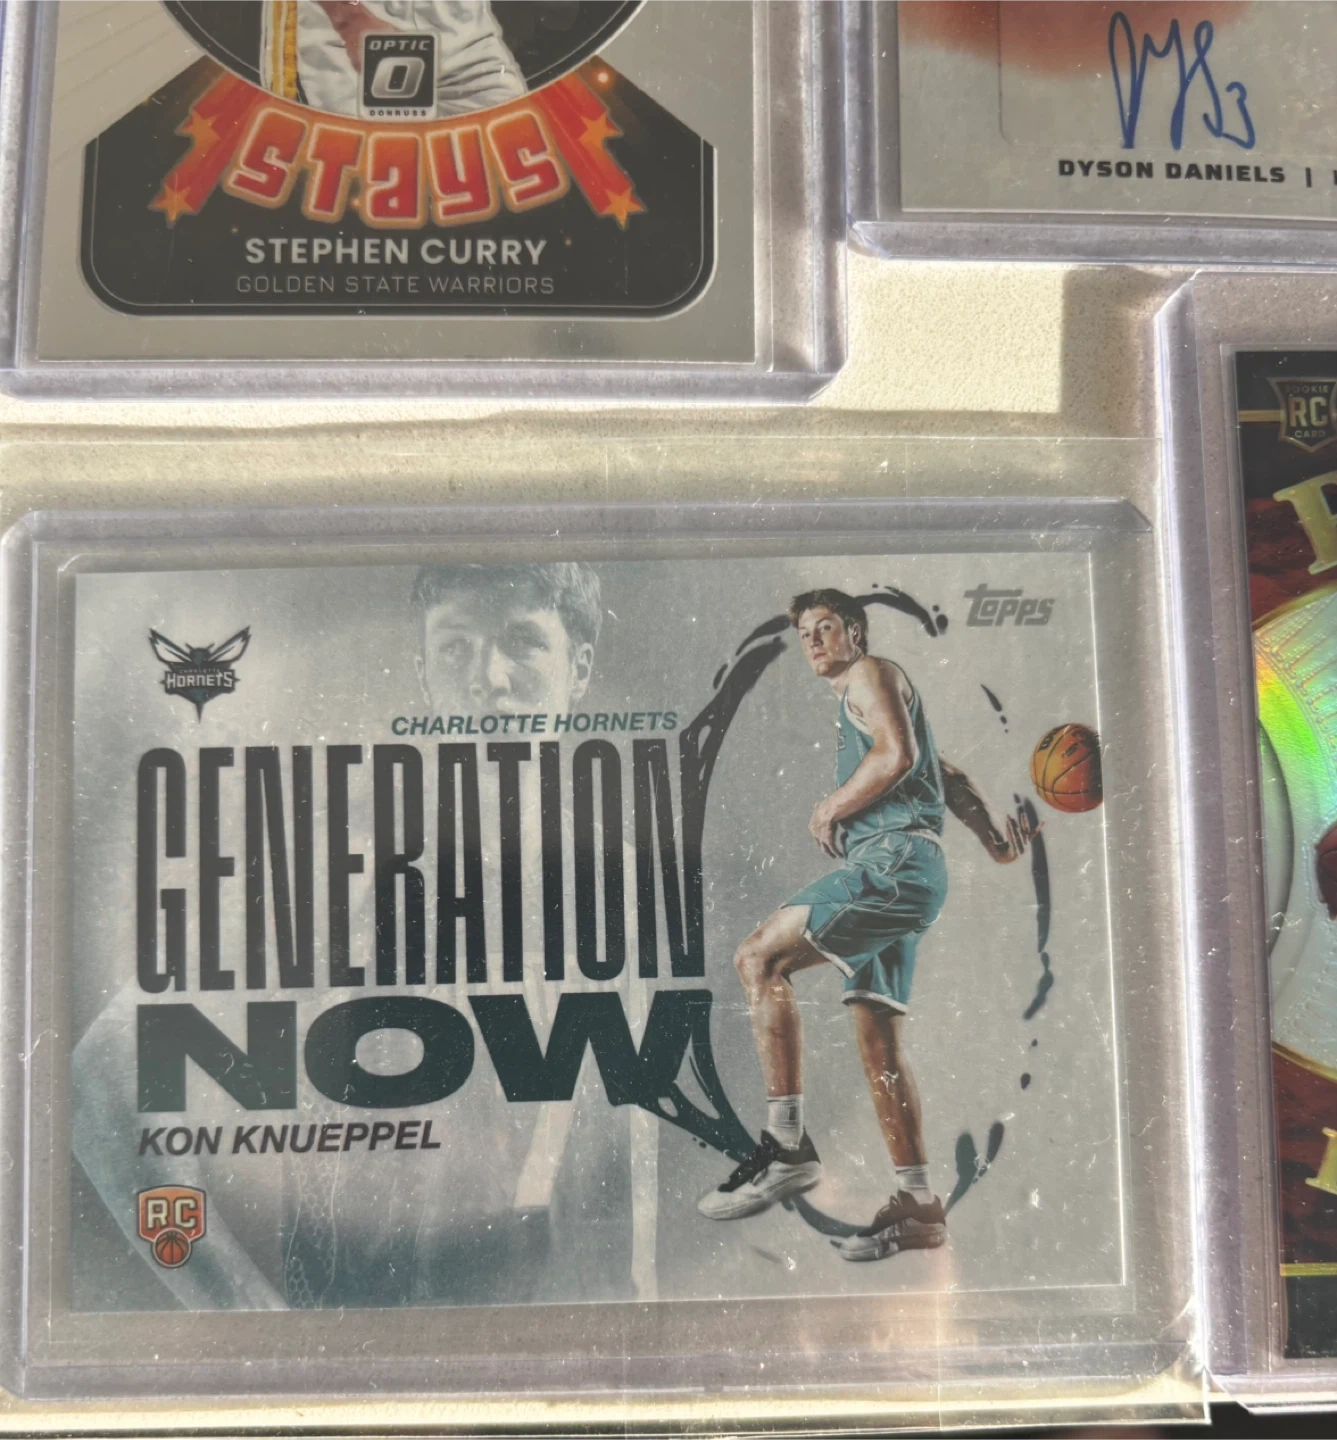 OPTIC
DONRUSS
STAYS
STEPHEN CURRY
GOLDEN STATE WARRIORS
DYSON DANIELS |
ROOKIE
RC
CARD
CHARLOTTE
HORNETS
TOPPS
CHARLOTTE HORNETS
GENERATION
NOW
KON KNUEPPEL
RC